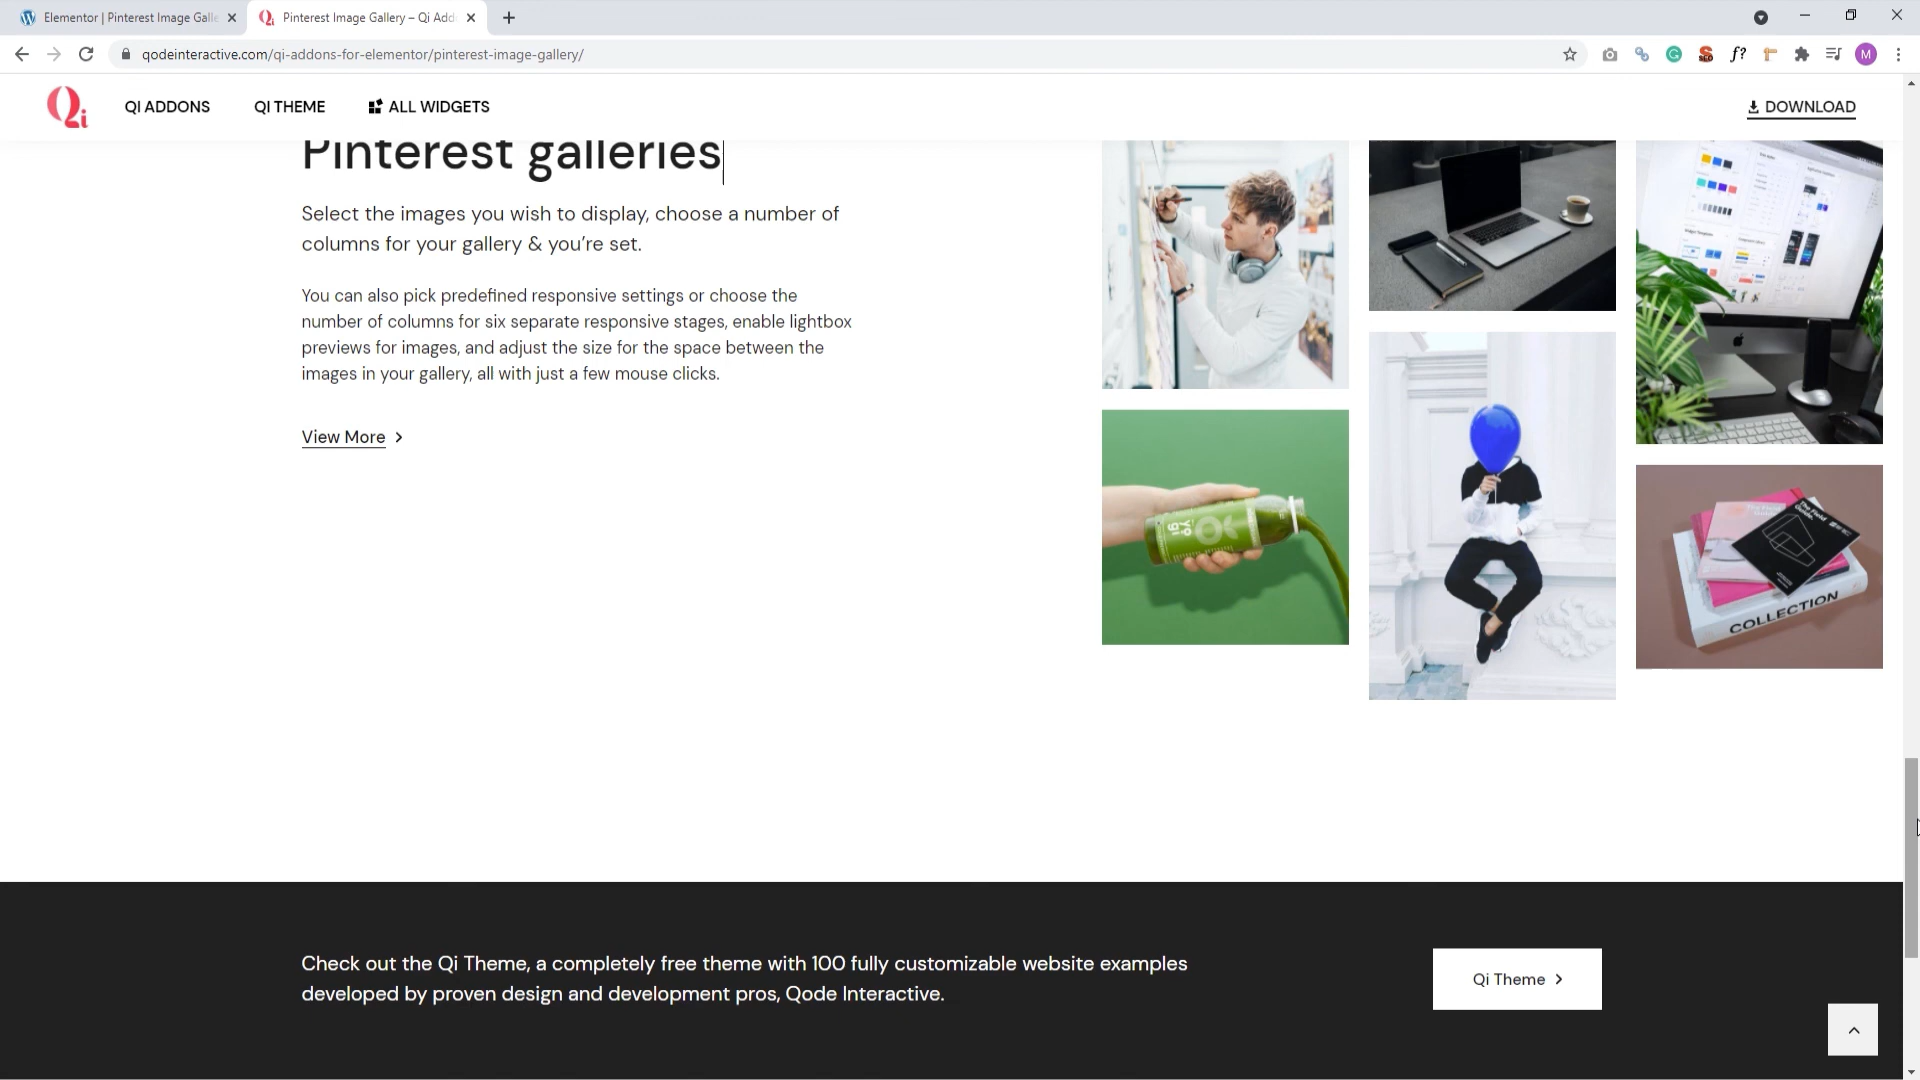 Elementor | Pinterest Image Galle
Pinterest Image Gallery – Qi Add
qodeinteractive.com/qi-addons-for-elementor/pinterest-image-gallery/
M
Qi
QI ADDONS
QI THEME
ALL WIDGETS
DOWNLOAD
Pinterest galleries
Select the images you wish to display, choose a number of
columns for your gallery & you're set.
You can also pick predefined responsive settings or choose the
number of columns for six separate responsive stages, enable lightbox
previews for images, and adjust the size for the space between the
images in your gallery, all with just a few mouse clicks.
View More
yo
gi
The Field
Guide.
COLLECTION
Check out the Qi Theme, a completely free theme with 100 fully customizable website examples
developed by proven design and development pros, Qode Interactive.
Qi Theme